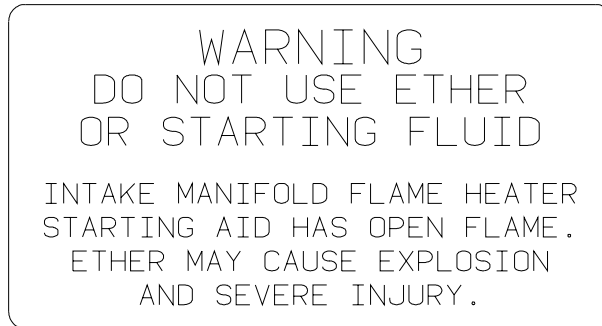 WARNING
DO NOT USE ETHER
OR STARTING FLUID
INTAKE MANIFOLD FLAME HEATER
STARTING AID HAS OPEN FLAME.
ETHER MAY CAUSE EXPLOSION
AND SEVERE INJURY.